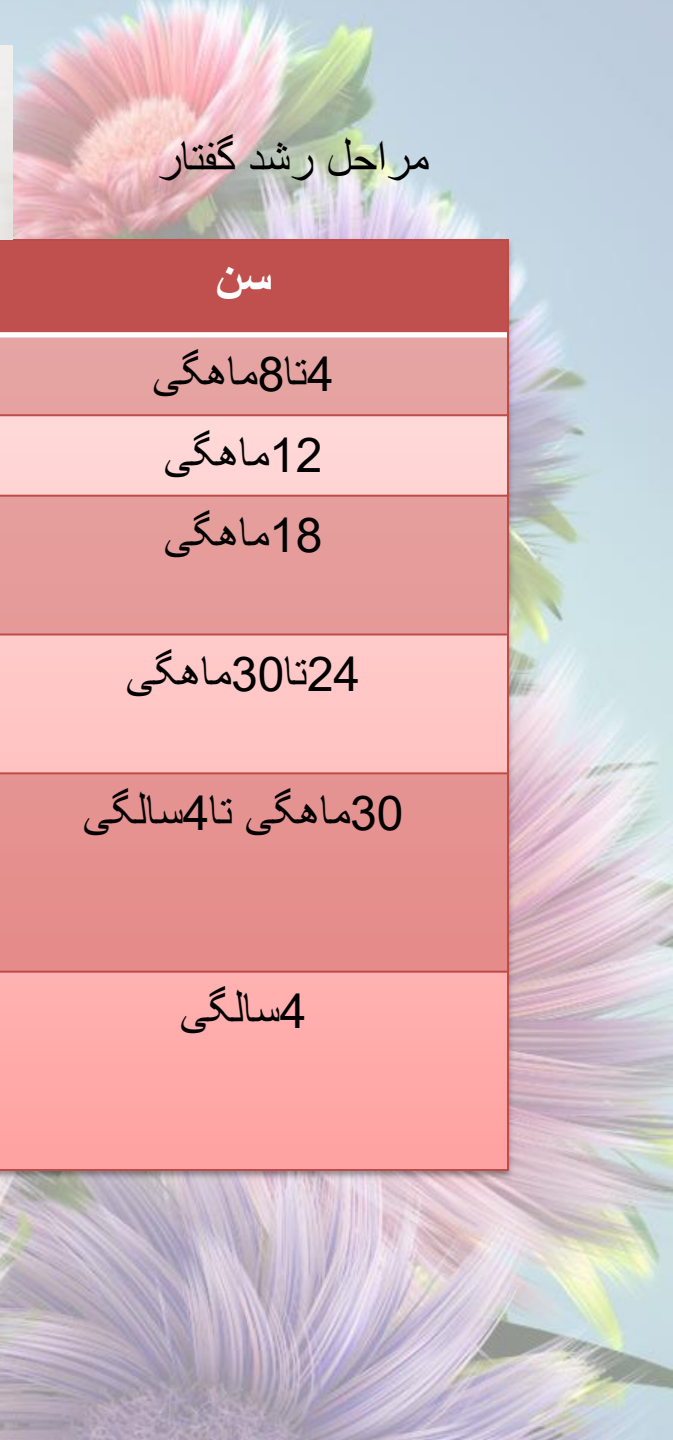 مراحل رشد گفتار
سن
4تا8ماهگی
12ماهگی
18ماهگی
24تا30ماهگی
30ماهگی تا4سالگی
4سالگی